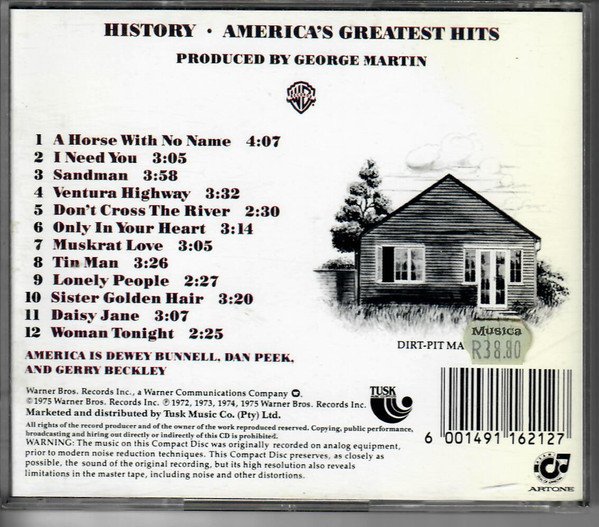 HISTORY · AMERICA'S GREATEST HITS
PRODUCED BY GEORGE MARTIN
1 A Horse With No Name 4:07
2 I Need You 3:05
3 Sandman 3:58
4 Ventura Highway 3:32
5 Don't Cross The River 2:30
6 Only In Your Heart 3:14
7 Muskrat Love 3:05
8 Tin Man 3:26
9 Lonely People 2:27
10 Sister Golden Hair 3:20
11 Daisy Jane 3:07
12 Woman Tonight 2:25
AMERICA IS DEWEY BUNNELL, DAN PEEK,
AND GERRY BECKLEY
DIRT-PIT MA
Musica
R38.80
Warner Bros. Records Inc., a Warner Communications Company
©1975 Warner Bros. Records Inc. ℗ 1972, 1973, 1974, 1975 Warner Bros. Records Inc.
Marketed and distributed by Tusk Music Co. (Pty) Ltd.
TUSK
All rights of the record producer and of the owner of the work reproduced reserved. Copying, public performance,
broadcasting and hiring out directly or indirectly of this CD is prohibited.
WARNING: The music on this Compact Disc was originally recorded on analog equipment,
prior to modern noise reduction techniques. This Compact Disc preserves, as closely as
possible, the sound of the original recording, but its high resolution also reveals
limitations in the master tape, including noise and other distortions.
6 001491 162127
ARTONE